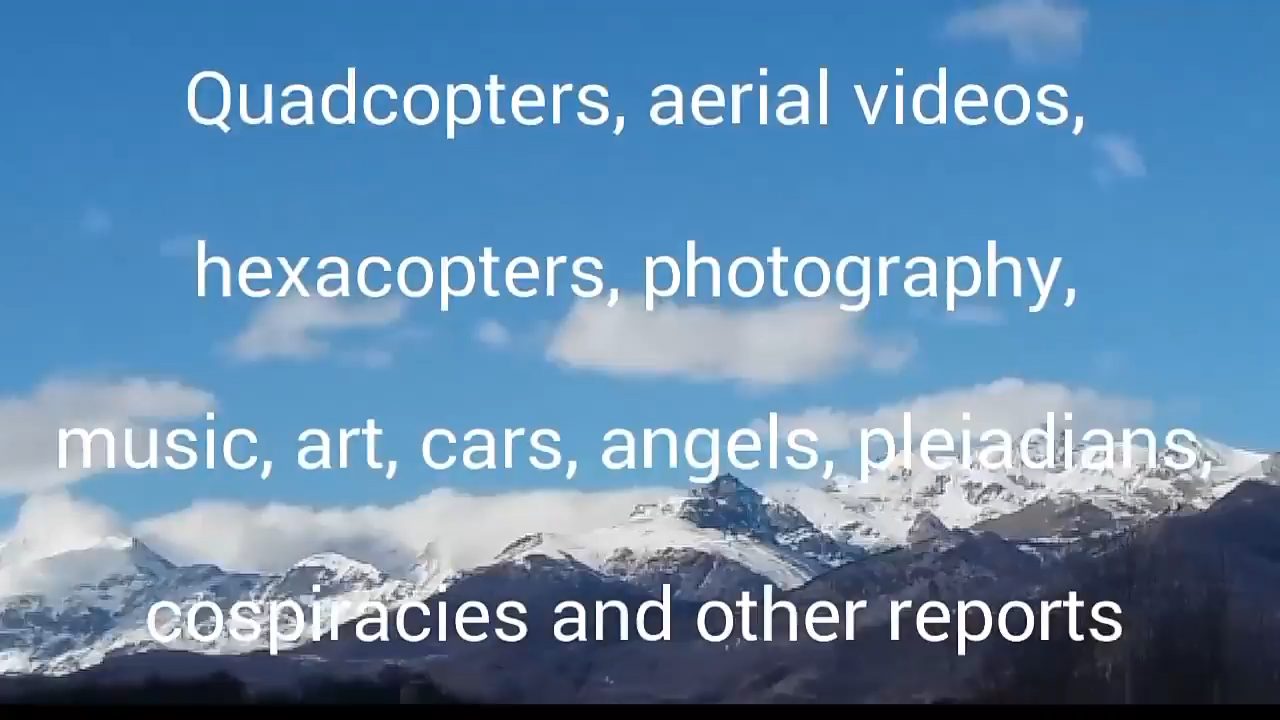 Quadcopters, aerial videos,
hexacopters, photography,
music, art, cars, angels, pleiadians,
cospiracies and other reports